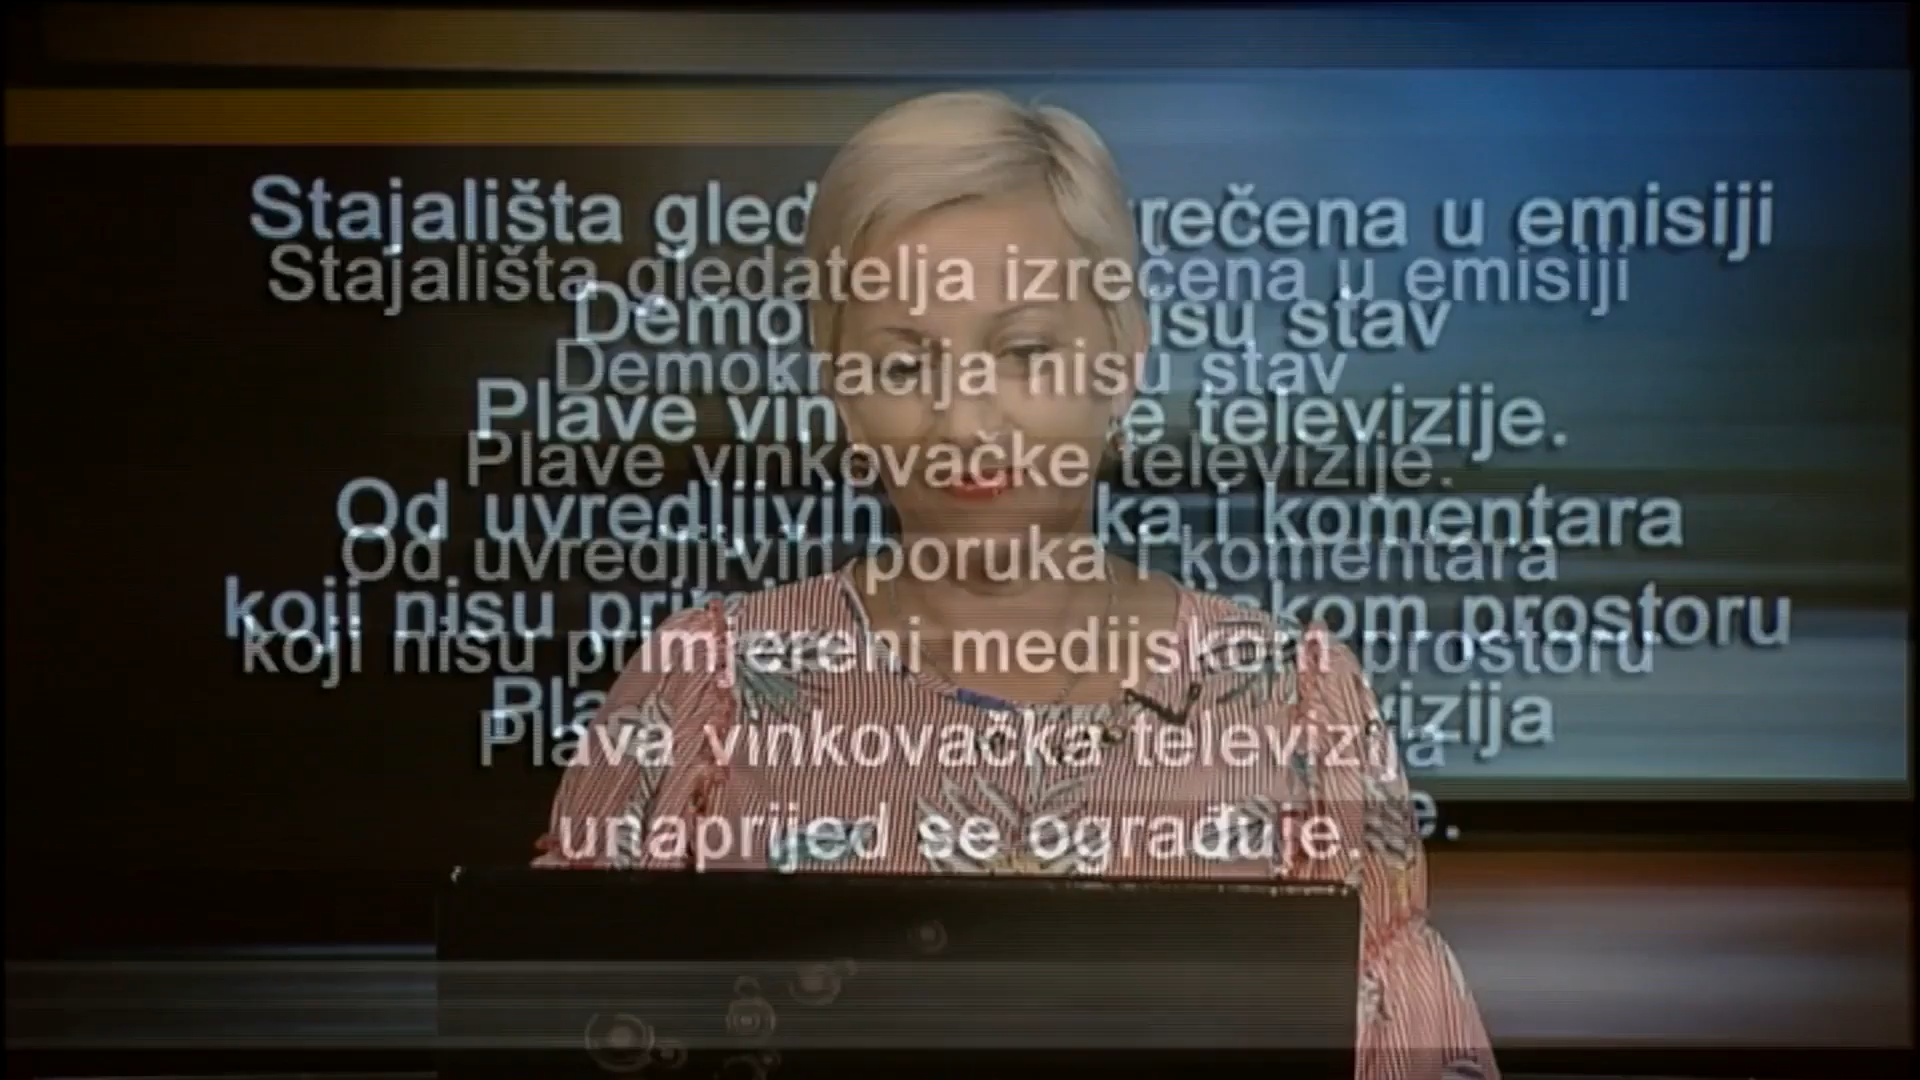 Stajališta gledatelja izrečena u emisiji
Demokracija nisu stav
Plave vinkovačke televizije.
Od uvredljivih poruka i komentara
koji nisu primjereni medijskom prostoru
Plava vinkovačka televizija
unaprijed se ograđuje.